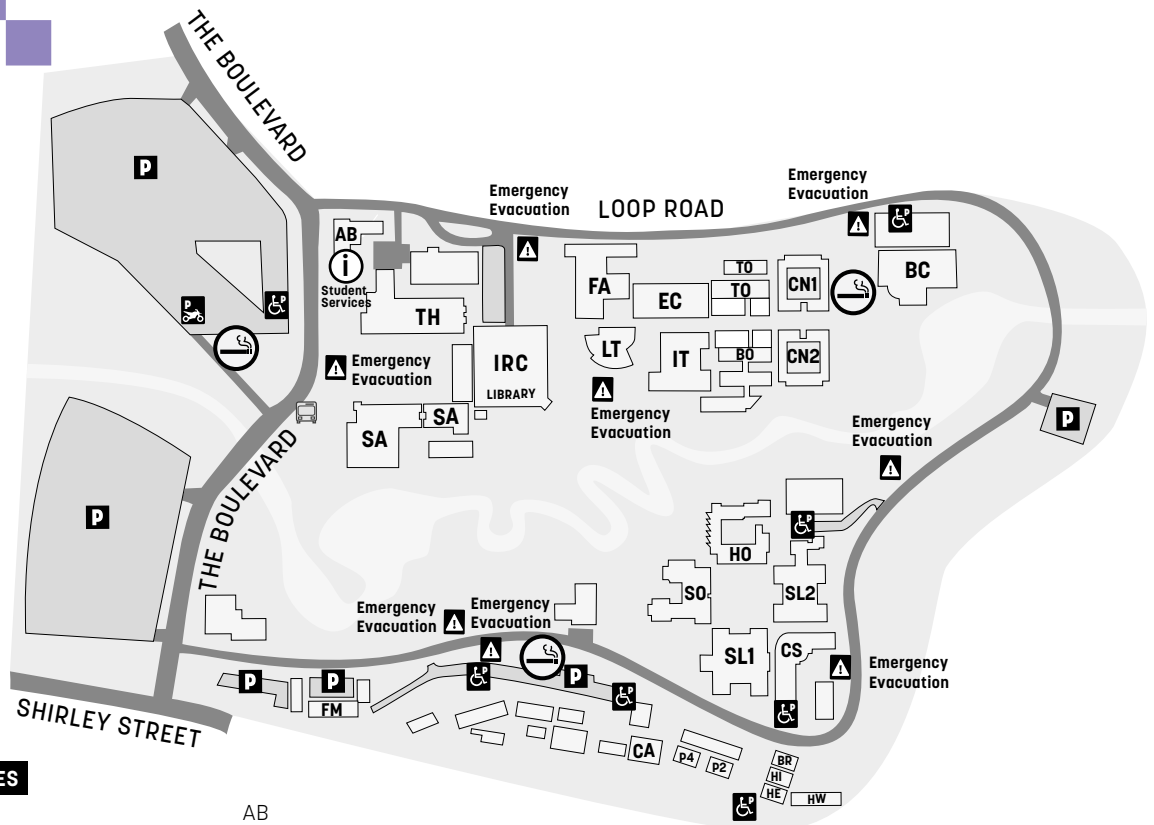 THE BOULEVARD
P
Emergency
Evacuation
Emergency
Evacuation
LOOP ROAD
P
AB
i
Student
Services
TH
FA
EC
TO
TO
CN1
BC
P
P
LT
IT
BO
CN2
IRC
LIBRARY
Emergency
Evacuation
SA
SA
Emergency
Evacuation
Emergency
Evacuation
P
THE BOULEVARD
P
P
HO
SO
SL2
Emergency
Evacuation
Emergency
Evacuation
SL1
CS
Emergency
Evacuation
P
P
FM
P
P
P
P
SHIRLEY STREET
CA
P4
P2
BR
HI
HE
HW
P
ES
AB